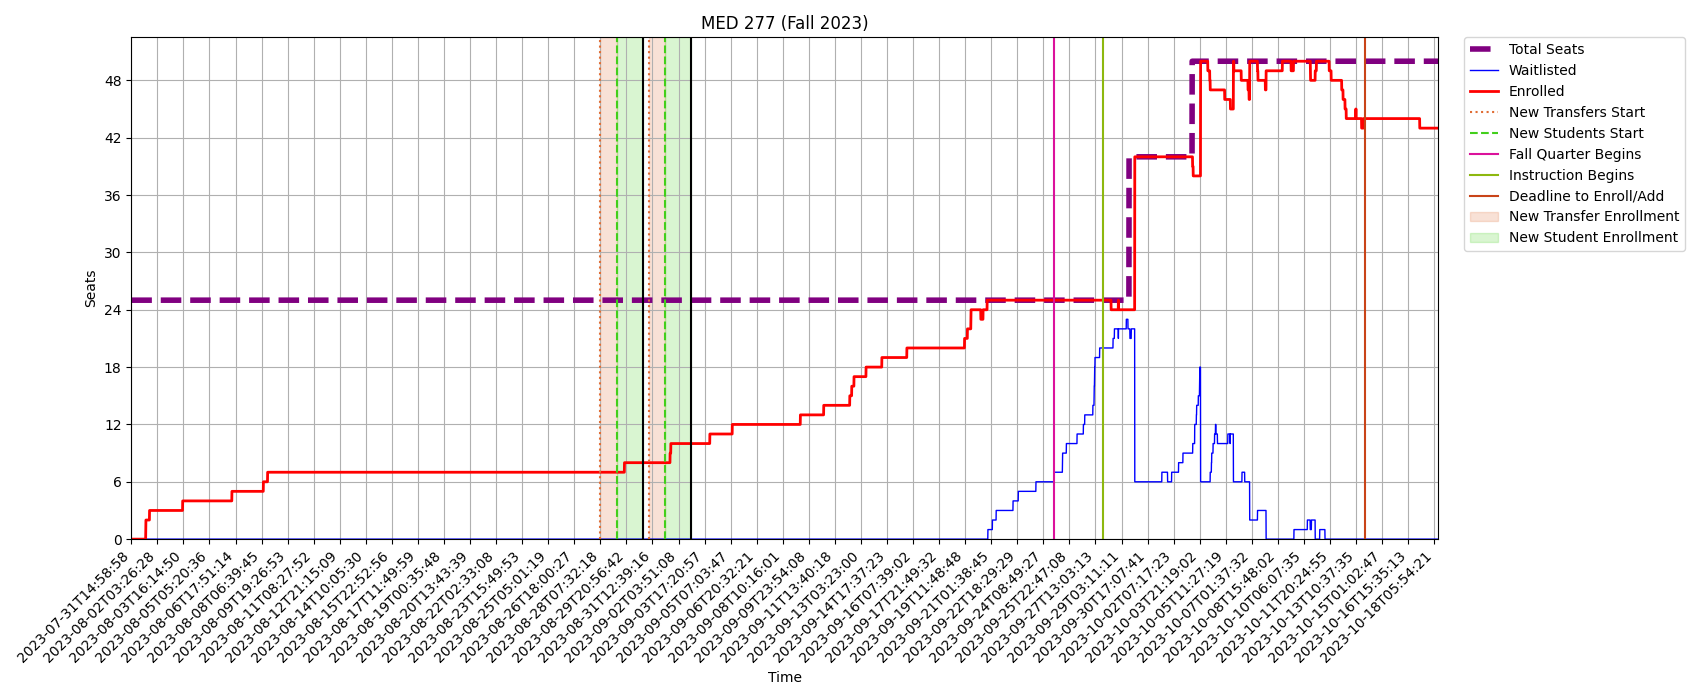 MED 277 (Fall 2023)
Total Seats
Waitlisted
Enrolled
New Transfers Start
New Students Start
Fall Quarter Begins
Instruction Begins
Deadline to Enroll/Add
New Transfer Enrollment
New Student Enrollment
Seats
48
42
36
30
24
18
12
6
0
2023-07-31T14:58:58
2023-08-02T03:26:28
2023-08-03T16:14:50
2023-08-05T05:20:36
2023-08-06T17:51:14
2023-08-08T06:39:45
2023-08-09T19:26:53
2023-08-11T08:27:52
2023-08-12T21:15:09
2023-08-14T10:05:30
2023-08-15T22:52:56
2023-08-17T11:49:59
2023-08-19T00:35:48
2023-08-20T13:43:39
2023-08-22T02:33:08
2023-08-23T15:49:53
2023-08-25T05:01:19
2023-08-26T18:00:27
2023-08-28T07:32:18
2023-08-29T20:56:42
2023-08-31T12:39:16
2023-09-02T03:51:08
2023-09-03T17:20:57
2023-09-05T07:03:47
2023-09-06T20:32:21
2023-09-08T10:16:01
2023-09-09T23:54:08
2023-09-11T13:40:18
2023-09-13T03:23:00
2023-09-14T17:37:23
2023-09-16T07:39:02
2023-09-17T21:49:32
2023-09-19T11:48:48
2023-09-21T01:38:45
2023-09-22T18:29:29
2023-09-24T08:49:27
2023-09-25T22:47:08
2023-09-27T13:03:13
2023-09-29T03:11:11
2023-09-30T17:07:41
2023-10-02T07:17:23
2023-10-03T21:19:02
2023-10-05T11:27:19
2023-10-07T01:37:32
2023-10-08T15:48:02
2023-10-10T06:07:35
2023-10-11T20:24:55
2023-10-13T10:37:35
2023-10-15T01:02:47
2023-10-16T15:35:13
2023-10-18T05:54:21
Time